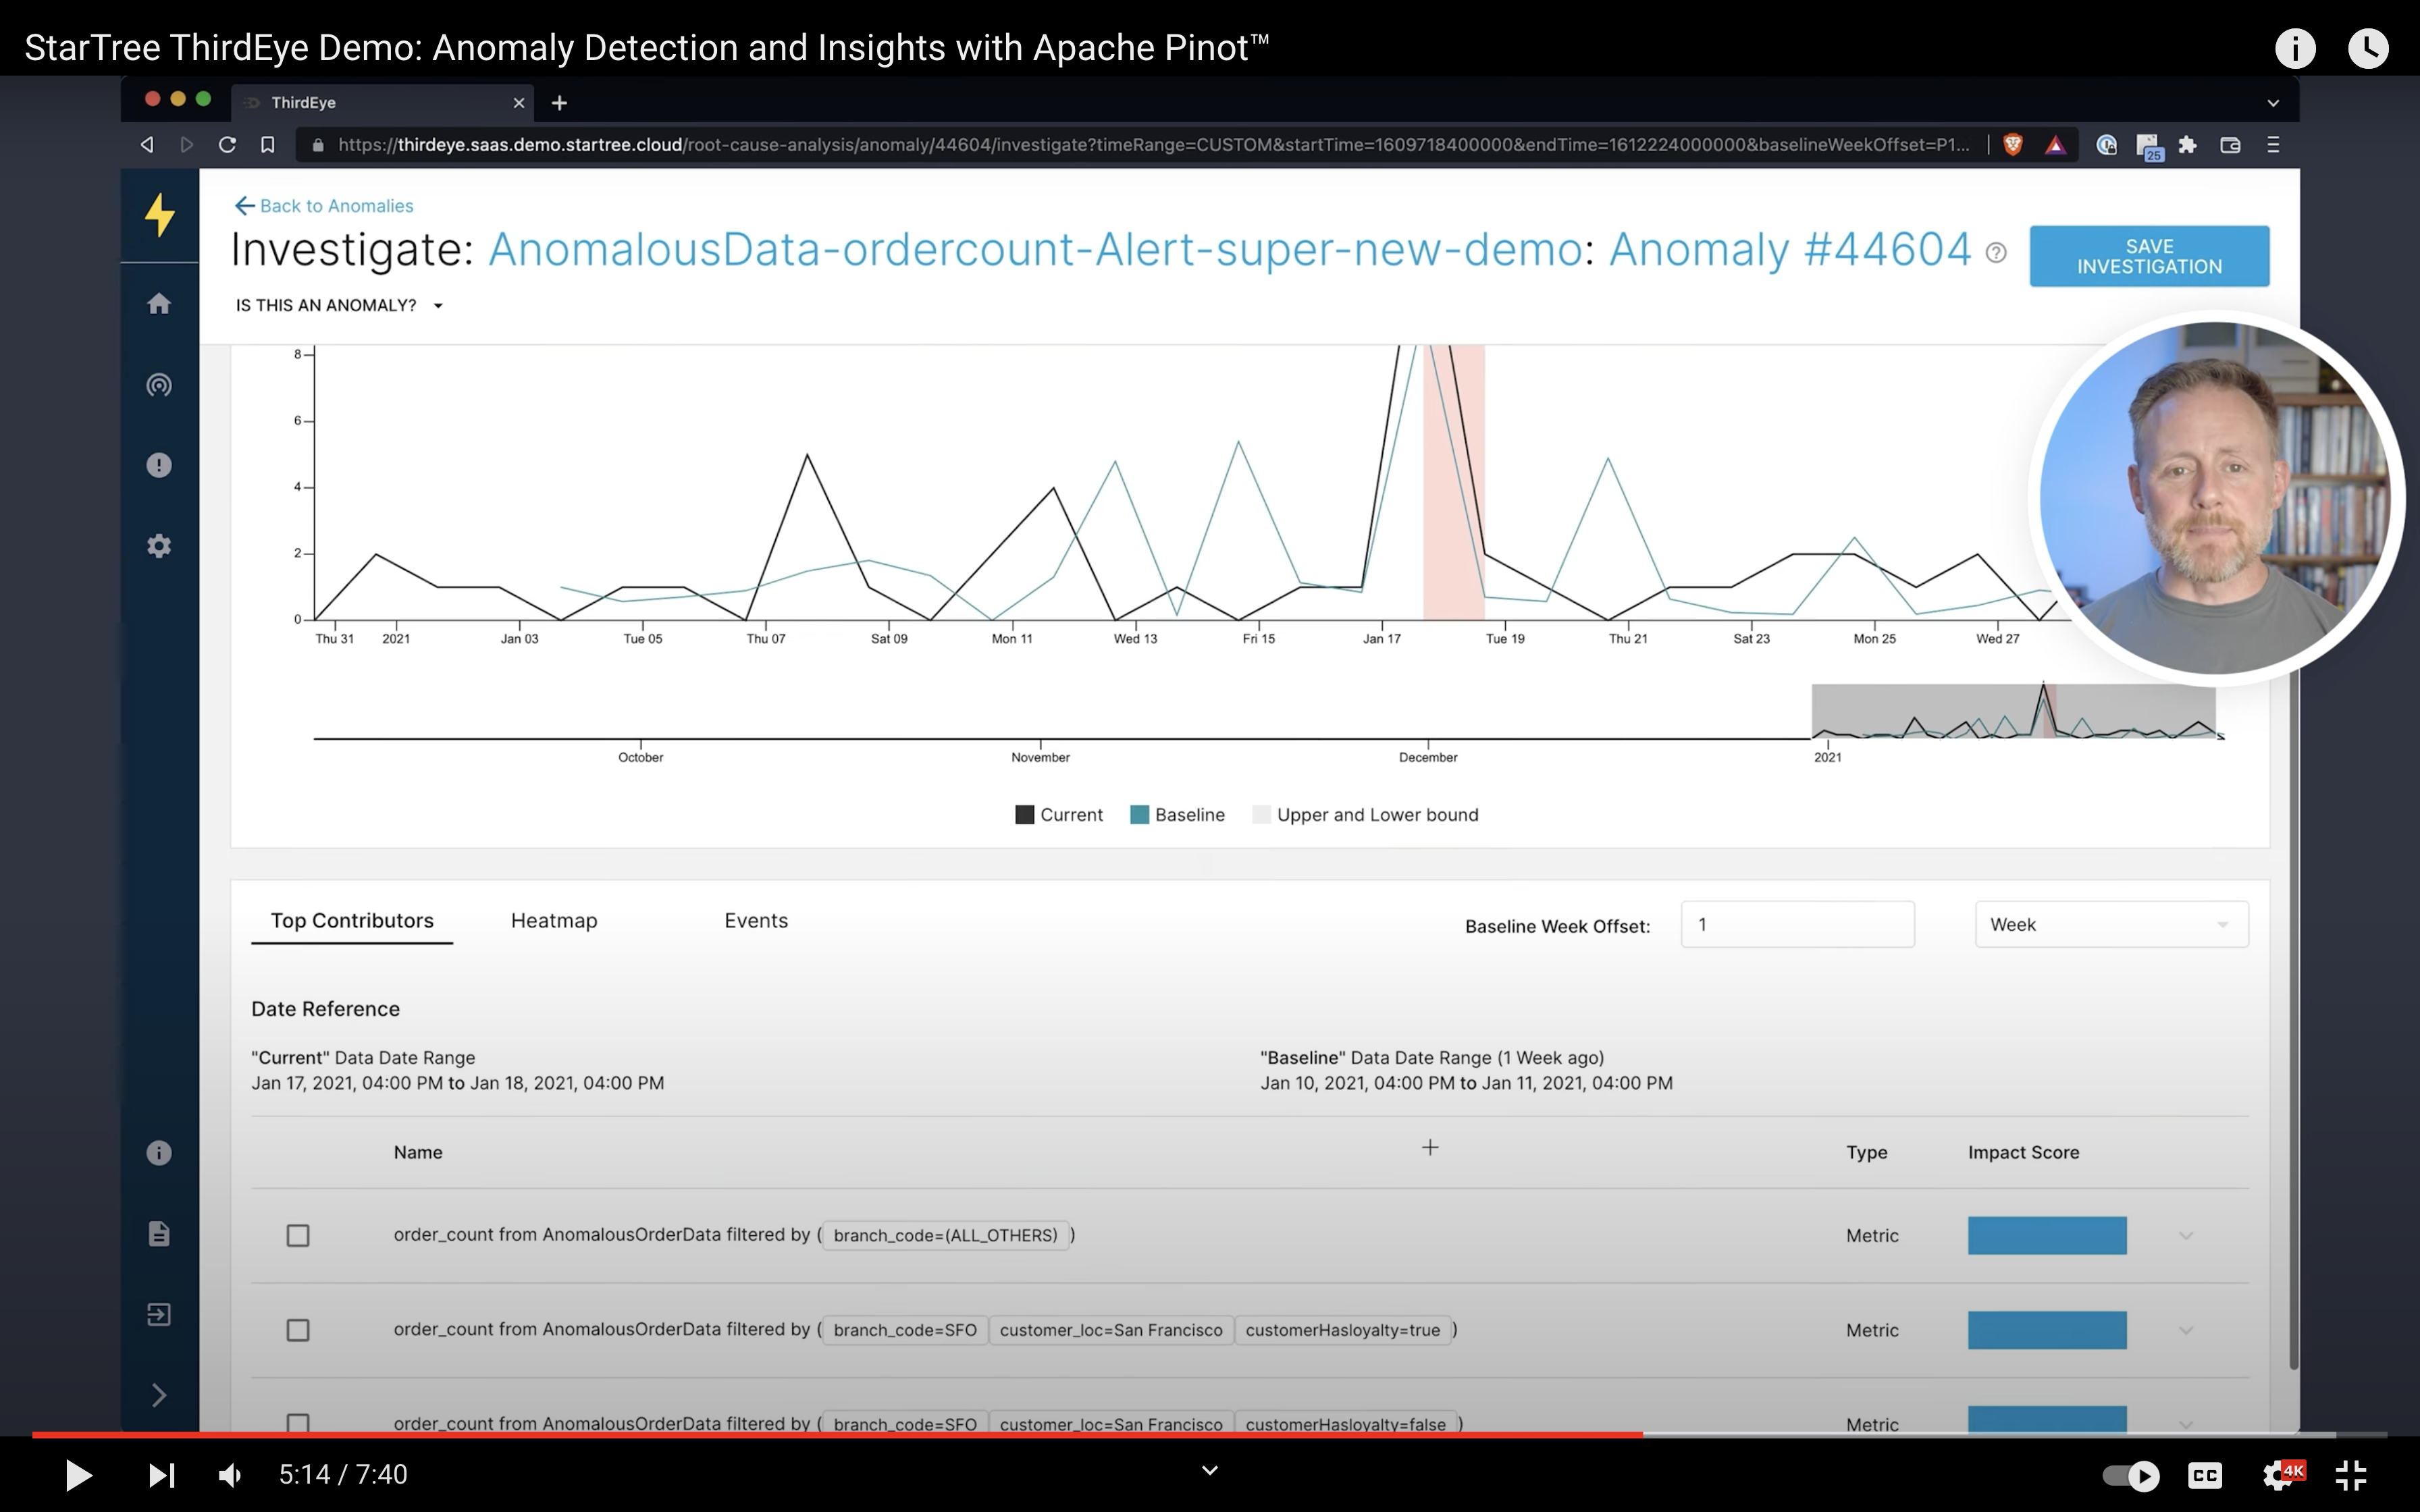 StarTree ThirdEye Demo: Anomaly Detection and Insights with Apache Pinot™
ThirdEye
https://thirdeye.saas.demo.startree.cloud/root-cause-analysis/anomaly/44604/investigate?timeRange=CUSTOM&startTime=1609718400000&endTime=1612224000000&baselineWeekOffset=P1...
25
Back to Anomalies
Investigate: AnomalousData-ordercount-Alert-super-new-demo: Anomaly #44604
SAVE
INVESTIGATION
IS THIS AN ANOMALY?
8
6
4
2
0
Thu 31 2021 Jan 03 Tue 05 Thu 07 Sat 09 Mon 11 Wed 13 Fri 15 Jan 17 Tue 19 Thu 21 Sat 23 Mon 25 Wed 27
October November December 2021
Current Baseline Upper and Lower bound
Top Contributors Heatmap Events Baseline Week Offset: 1 Week
Date Reference
"Current" Data Date Range
Jan 17, 2021, 04:00 PM to Jan 18, 2021, 04:00 PM
"Baseline" Data Date Range (1 Week ago)
Jan 10, 2021, 04:00 PM to Jan 11, 2021, 04:00 PM
Name Type Impact Score
order_count from AnomalousOrderData filtered by ( branch_code=(ALL_OTHERS) ) Metric
order_count from AnomalousOrderData filtered by ( branch_code=SFO customer_loc=San Francisco customerHasloyalty=true ) Metric
order_count from AnomalousOrderData filtered by ( branch_code=SFO customer_loc=San Francisco customerHasloyalty=false ) Metric
5:14 / 7:40
CC
4K